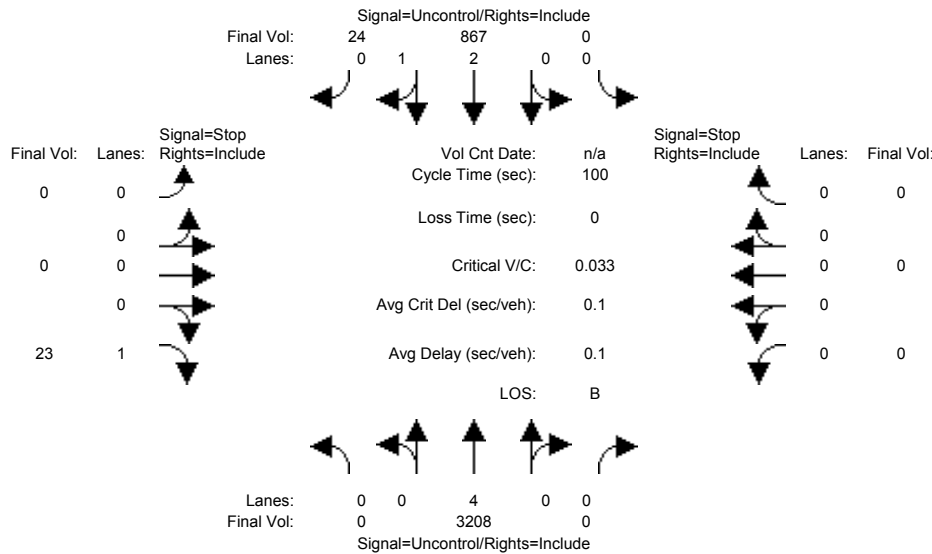 Signal=Uncontrol/Rights=Include
Final Vol: 24 867 0
Lanes: 0 1 2 0 0
Signal=Stop Signal=Stop
Final Vol: Lanes: Rights=Include Vol Cnt Date: n/a Rights=Include Lanes: Final Vol:
Cycle Time (sec): 100
0 0 0 0
Loss Time (sec): 0
0 0
0 0 Critical V/C: 0.033 0 0
0 Avg Crit Del (sec/veh): 0.1 0
23 1 Avg Delay (sec/veh): 0.1 0 0
LOS: B
Lanes: 0 0 4 0 0
Final Vol: 0 3208 0
Signal=Uncontrol/Rights=Include